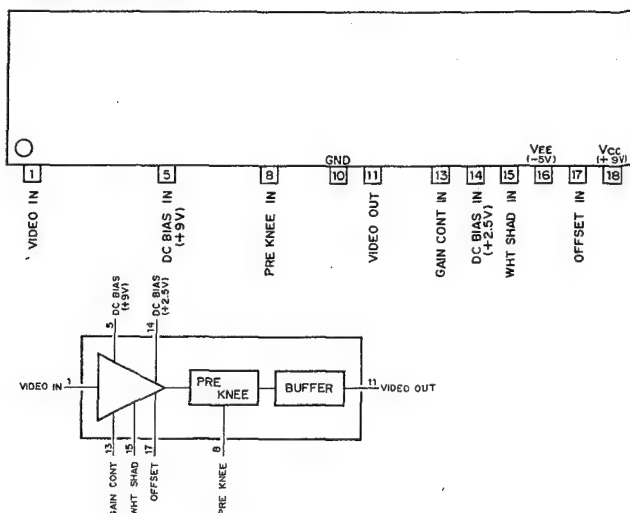 GND
VEE
(-5V)
VCC
(+9V)
1
5
8
10
11
13
14
15
16
17
18
VIDEO IN
DC BIAS IN
(+9V)
PRE KNEE IN
VIDEO OUT
GAIN CONT IN
DC BIAS IN
(+2.5V)
WHT SHAD IN
OFFSET IN
5
DC BIAS
(+9V)
14
DC BIAS
(+2.5V)
VIDEO IN
1
PRE
KNEE
BUFFER
11
VIDEO OUT
13
GAIN CONT
15
WHT SHAD
17
OFFSET
8
PRE KNEE